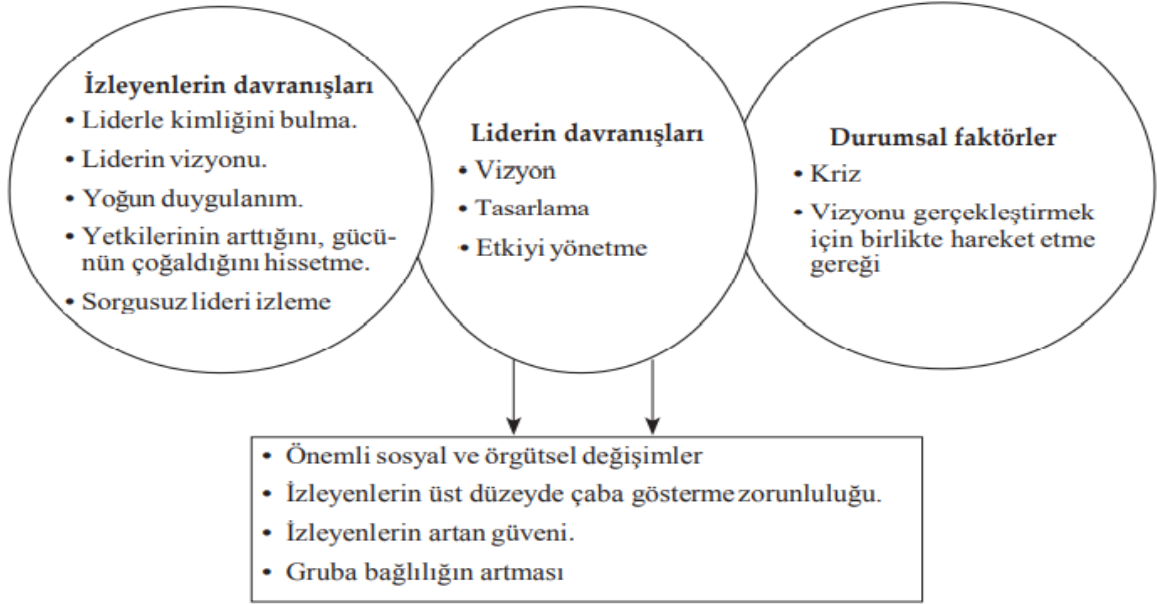 İzleyenlerin davranışları
• Liderle kimliğini bulma.
• Liderin vizyonu.
• Yoğun duygulanım.
• Yetkilerinin arttığını, gücü-
nün çoğaldığını hissetme.
• Sorgusuz lideri izleme
Liderin davranışları
• Vizyon
• Tasarlama
• Etkiyi yönetme
Durumsal faktörler
• Kriz
• Vizyonu gerçekleştirmek
için birlikte hareket etme
gereği
• Önemli sosyal ve örgütsel değişimler
• İzleyenlerin üst düzeyde çaba gösterme zorunluluğu.
• İzleyenlerin artan güveni.
• Gruba bağlılığın artması